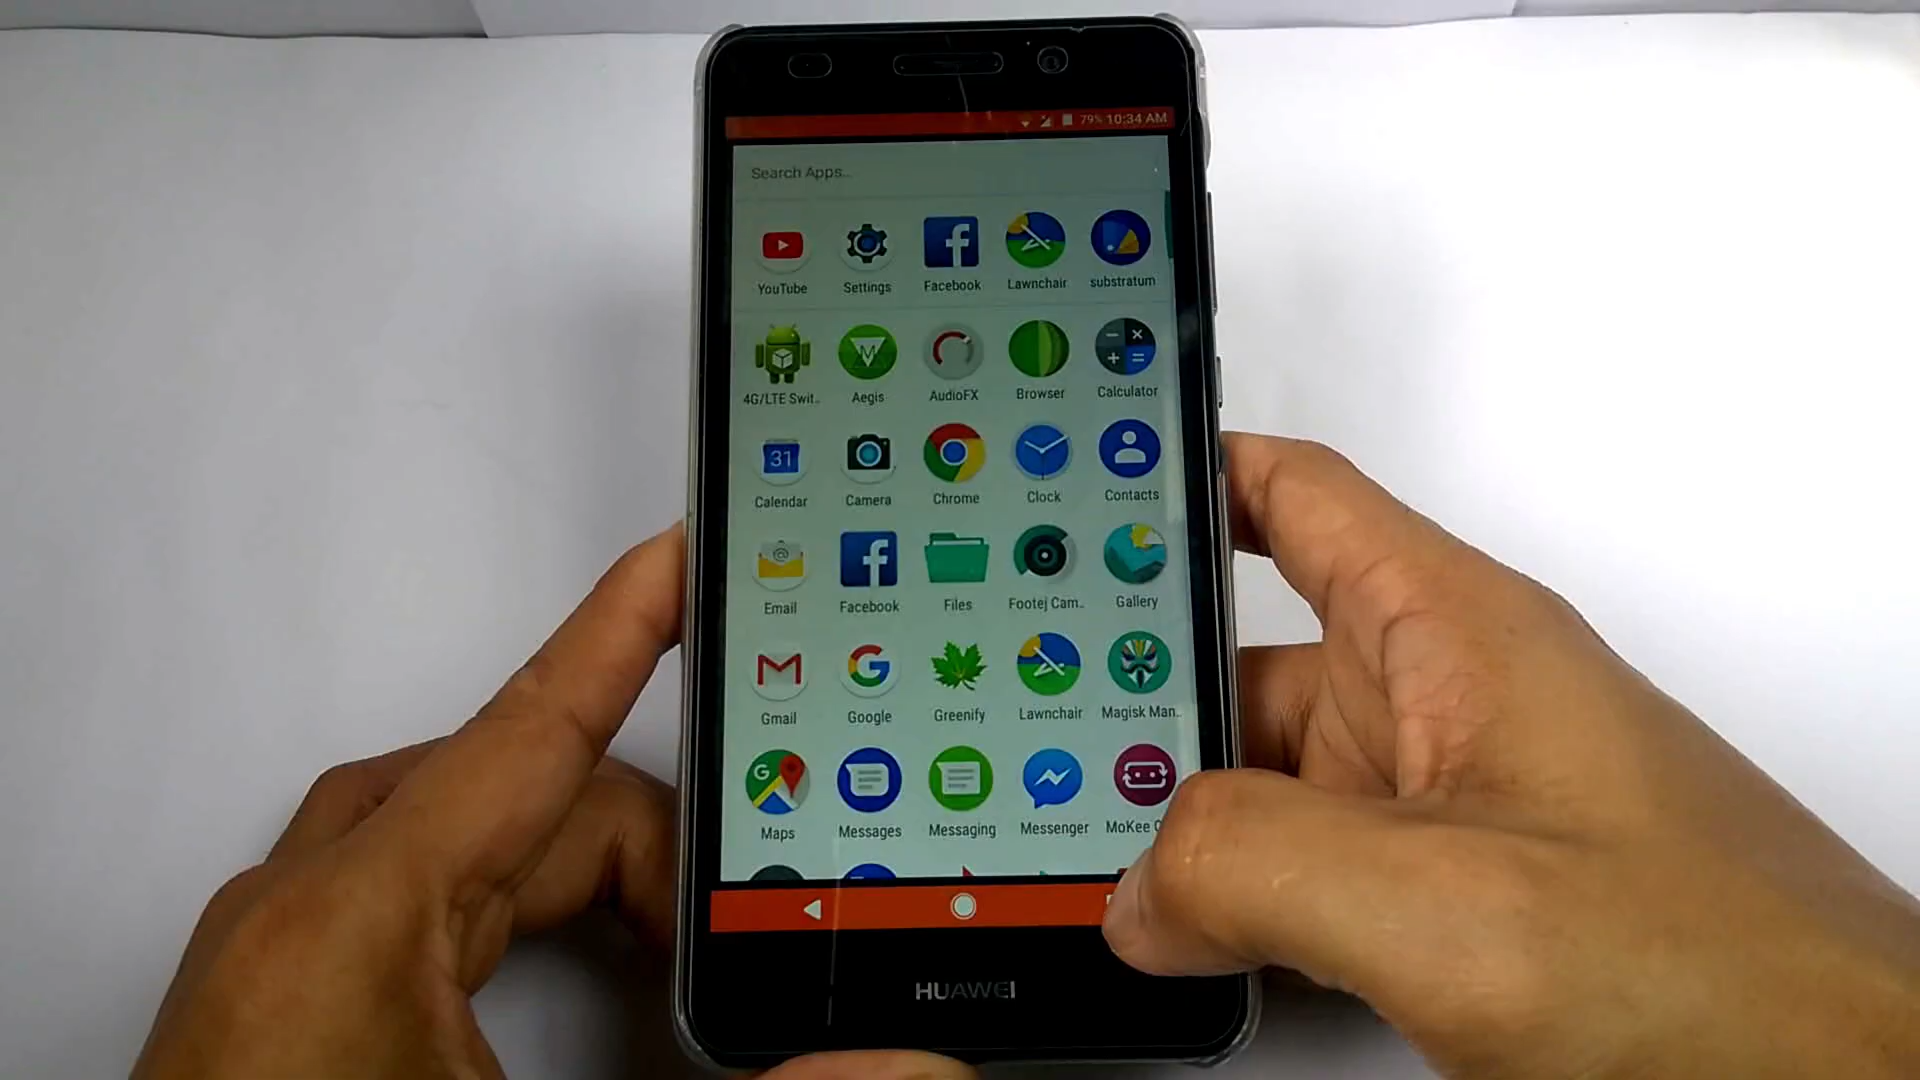 79% 10:34 AM
Search Apps...
YouTube Settings Facebook Lawnchair substratum
4G/LTE Swit.. Aegis AudioFX Browser Calculator
31
Calendar Camera Chrome Clock Contacts
Email Facebook Files Footej Cam.. Gallery
Gmail Google Greenify Lawnchair Magisk Man..
Maps Messages Messaging Messenger MoKee
HUAWEI